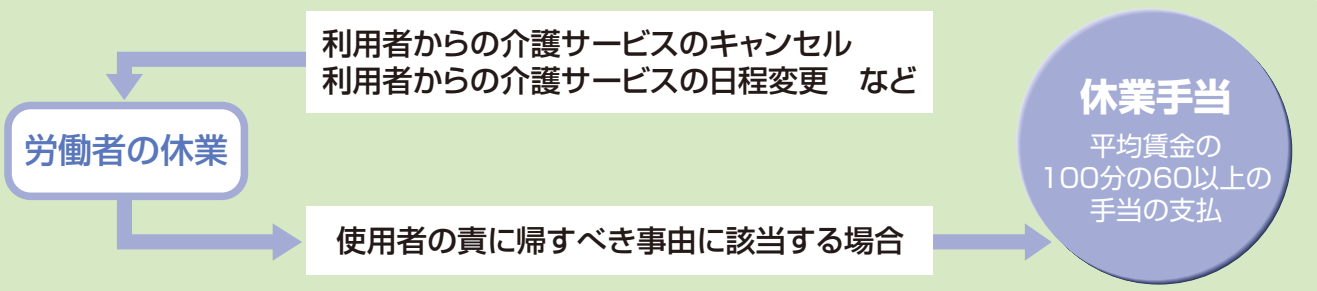 利用者からの介護サービスのキャンセル
利用者からの介護サービスの日程変更　など
労働者の休業
使用者の責に帰すべき事由に該当する場合
休業手当
平均賃金の
100分の60以上の
手当の支払